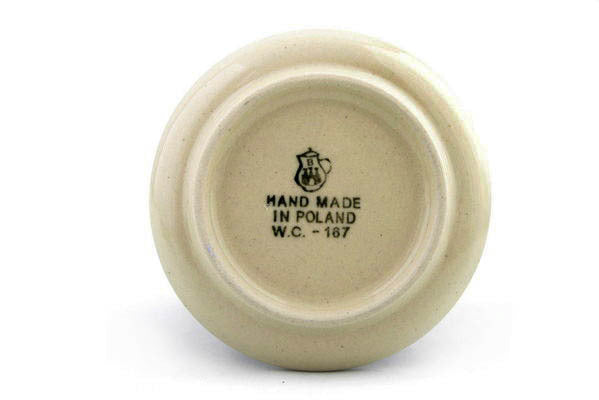 B
HAND MADE
IN POLAND
W.C. - 167